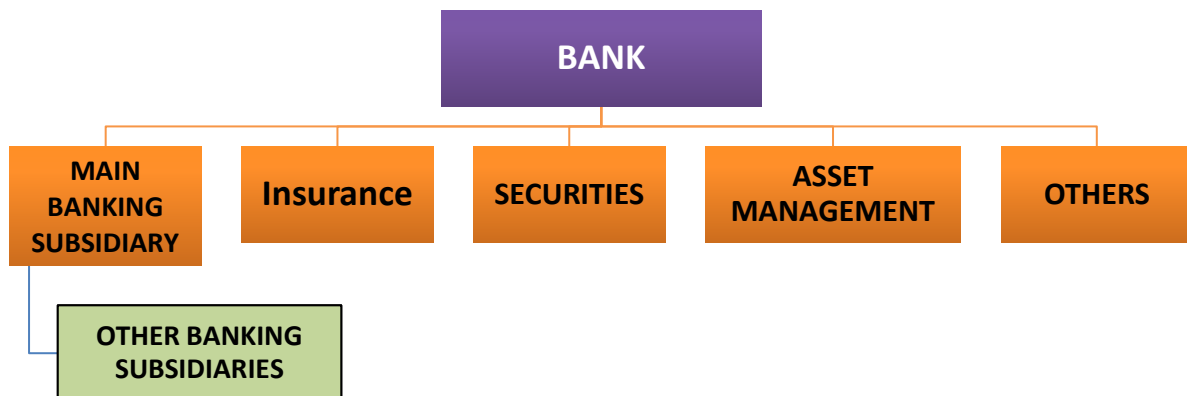 BANK
MAIN
BANKING
SUBSIDIARY
Insurance
SECURITIES
ASSET
MANAGEMENT
OTHERS
OTHER BANKING
SUBSIDIARIES